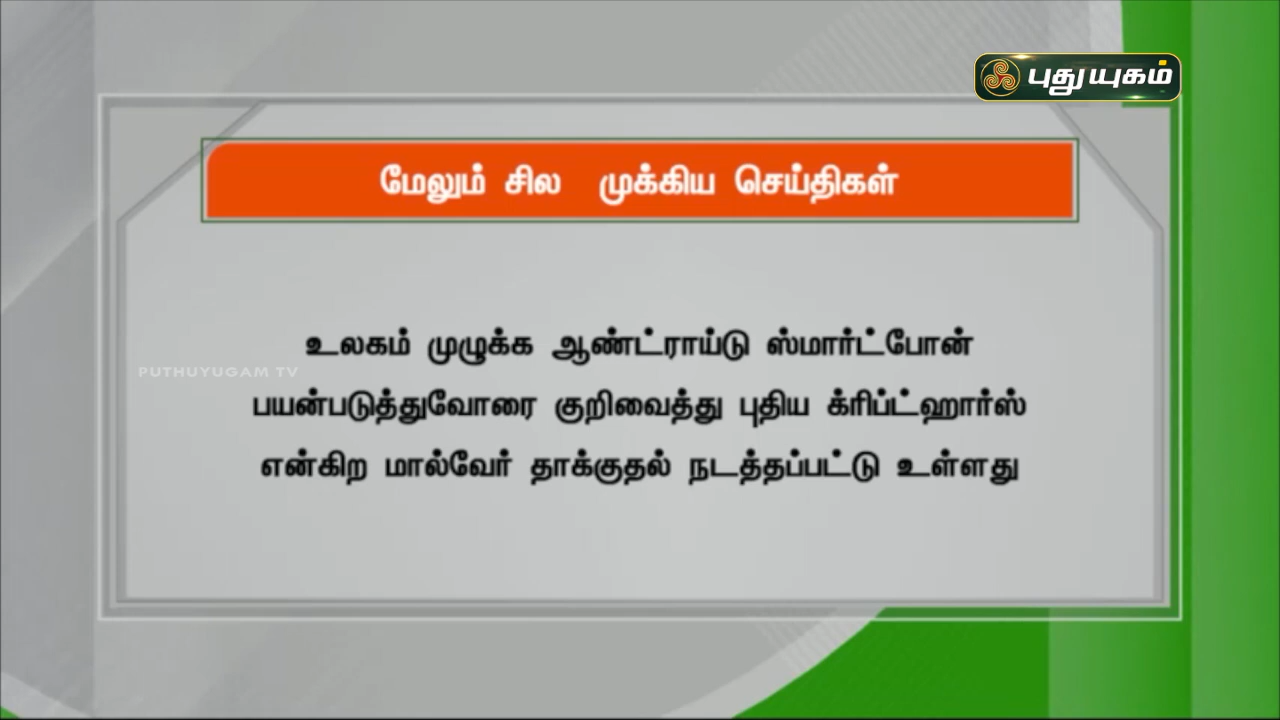 புதுயுகம்
மேலும் சில முக்கிய செய்திகள்
உலகம் முழுக்க ஆண்ட்ராய்டு ஸ்மார்ட்போன்
PUTHUYUGAM TV
பயன்படுத்துவோரை குறிவைத்து புதிய க்ரிப்ட்ஹார்ஸ்
என்கிற மால்வேர் தாக்குதல் நடத்தப்பட்டு உள்ளது